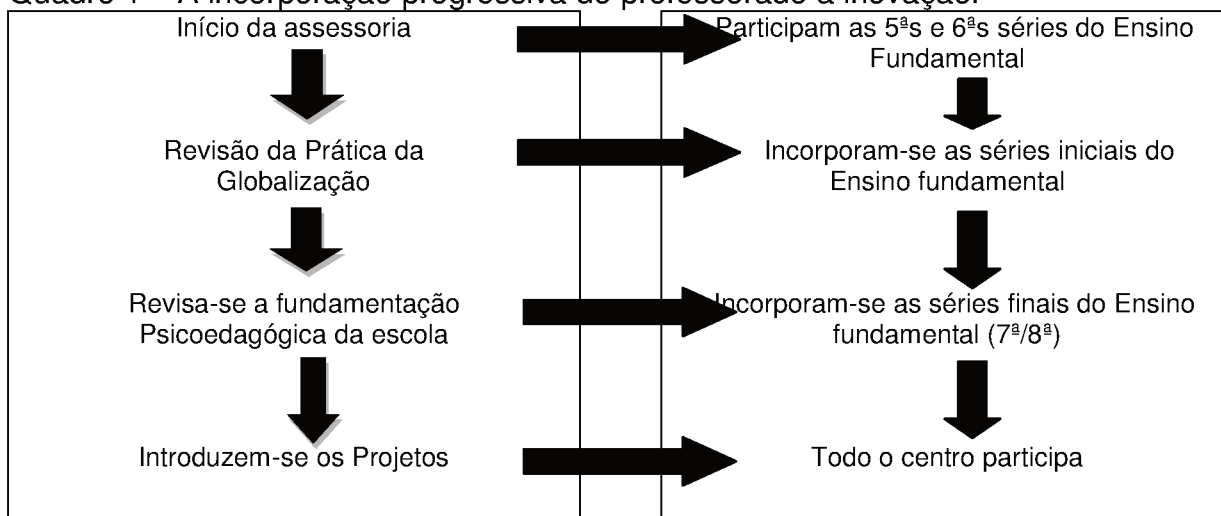 Quadro 1 – A incorporação progressiva do professorado à inovação.
Início da assessoria
Participam as 5ªs e 6ªs séries do Ensino
Fundamental
Revisão da Prática da
Globalização
Incorporam-se as séries iniciais do
Ensino fundamental
Revisa-se a fundamentação
Psicoedagógica da escola
Incorporam-se as séries finais do Ensino
fundamental (7ª/8ª)
Introduzem-se os Projetos
Todo o centro participa